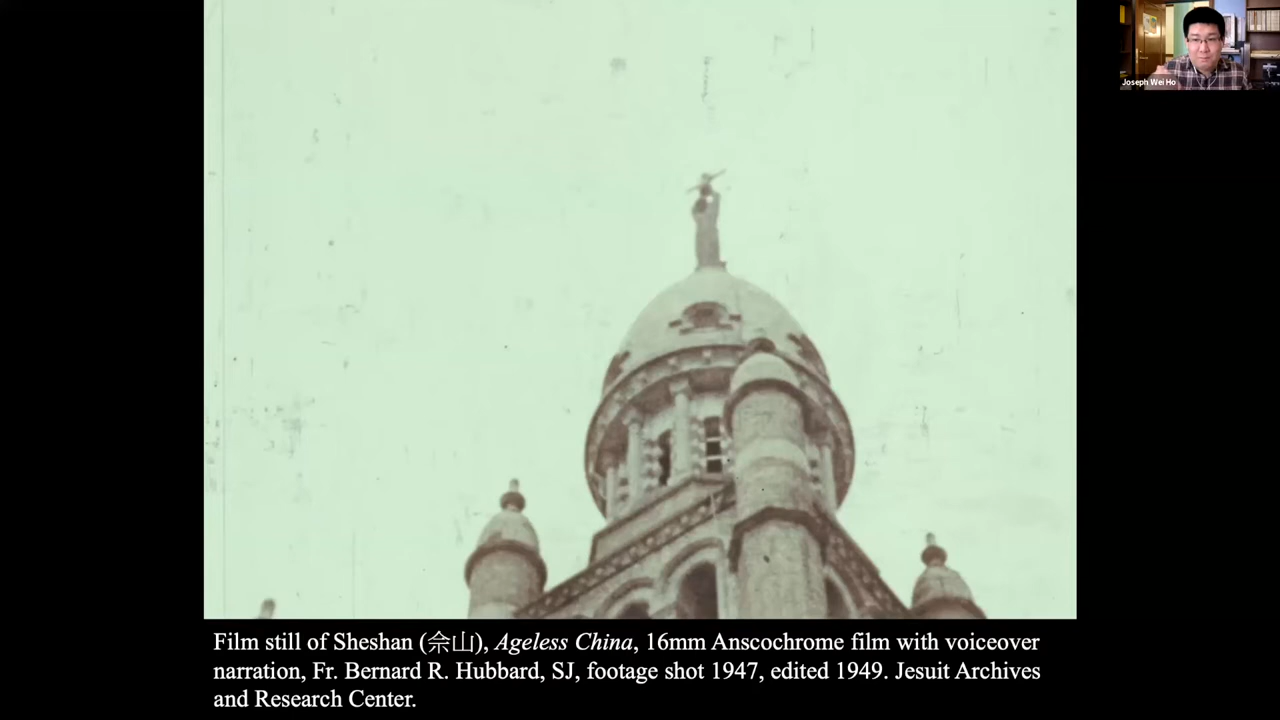 Joseph Wei Ho
Film still of Sheshan (佘山), Ageless China, 16mm Anscochrome film with voiceover
narration, Fr. Bernard R. Hubbard, SJ, footage shot 1947, edited 1949. Jesuit Archives
and Research Center.